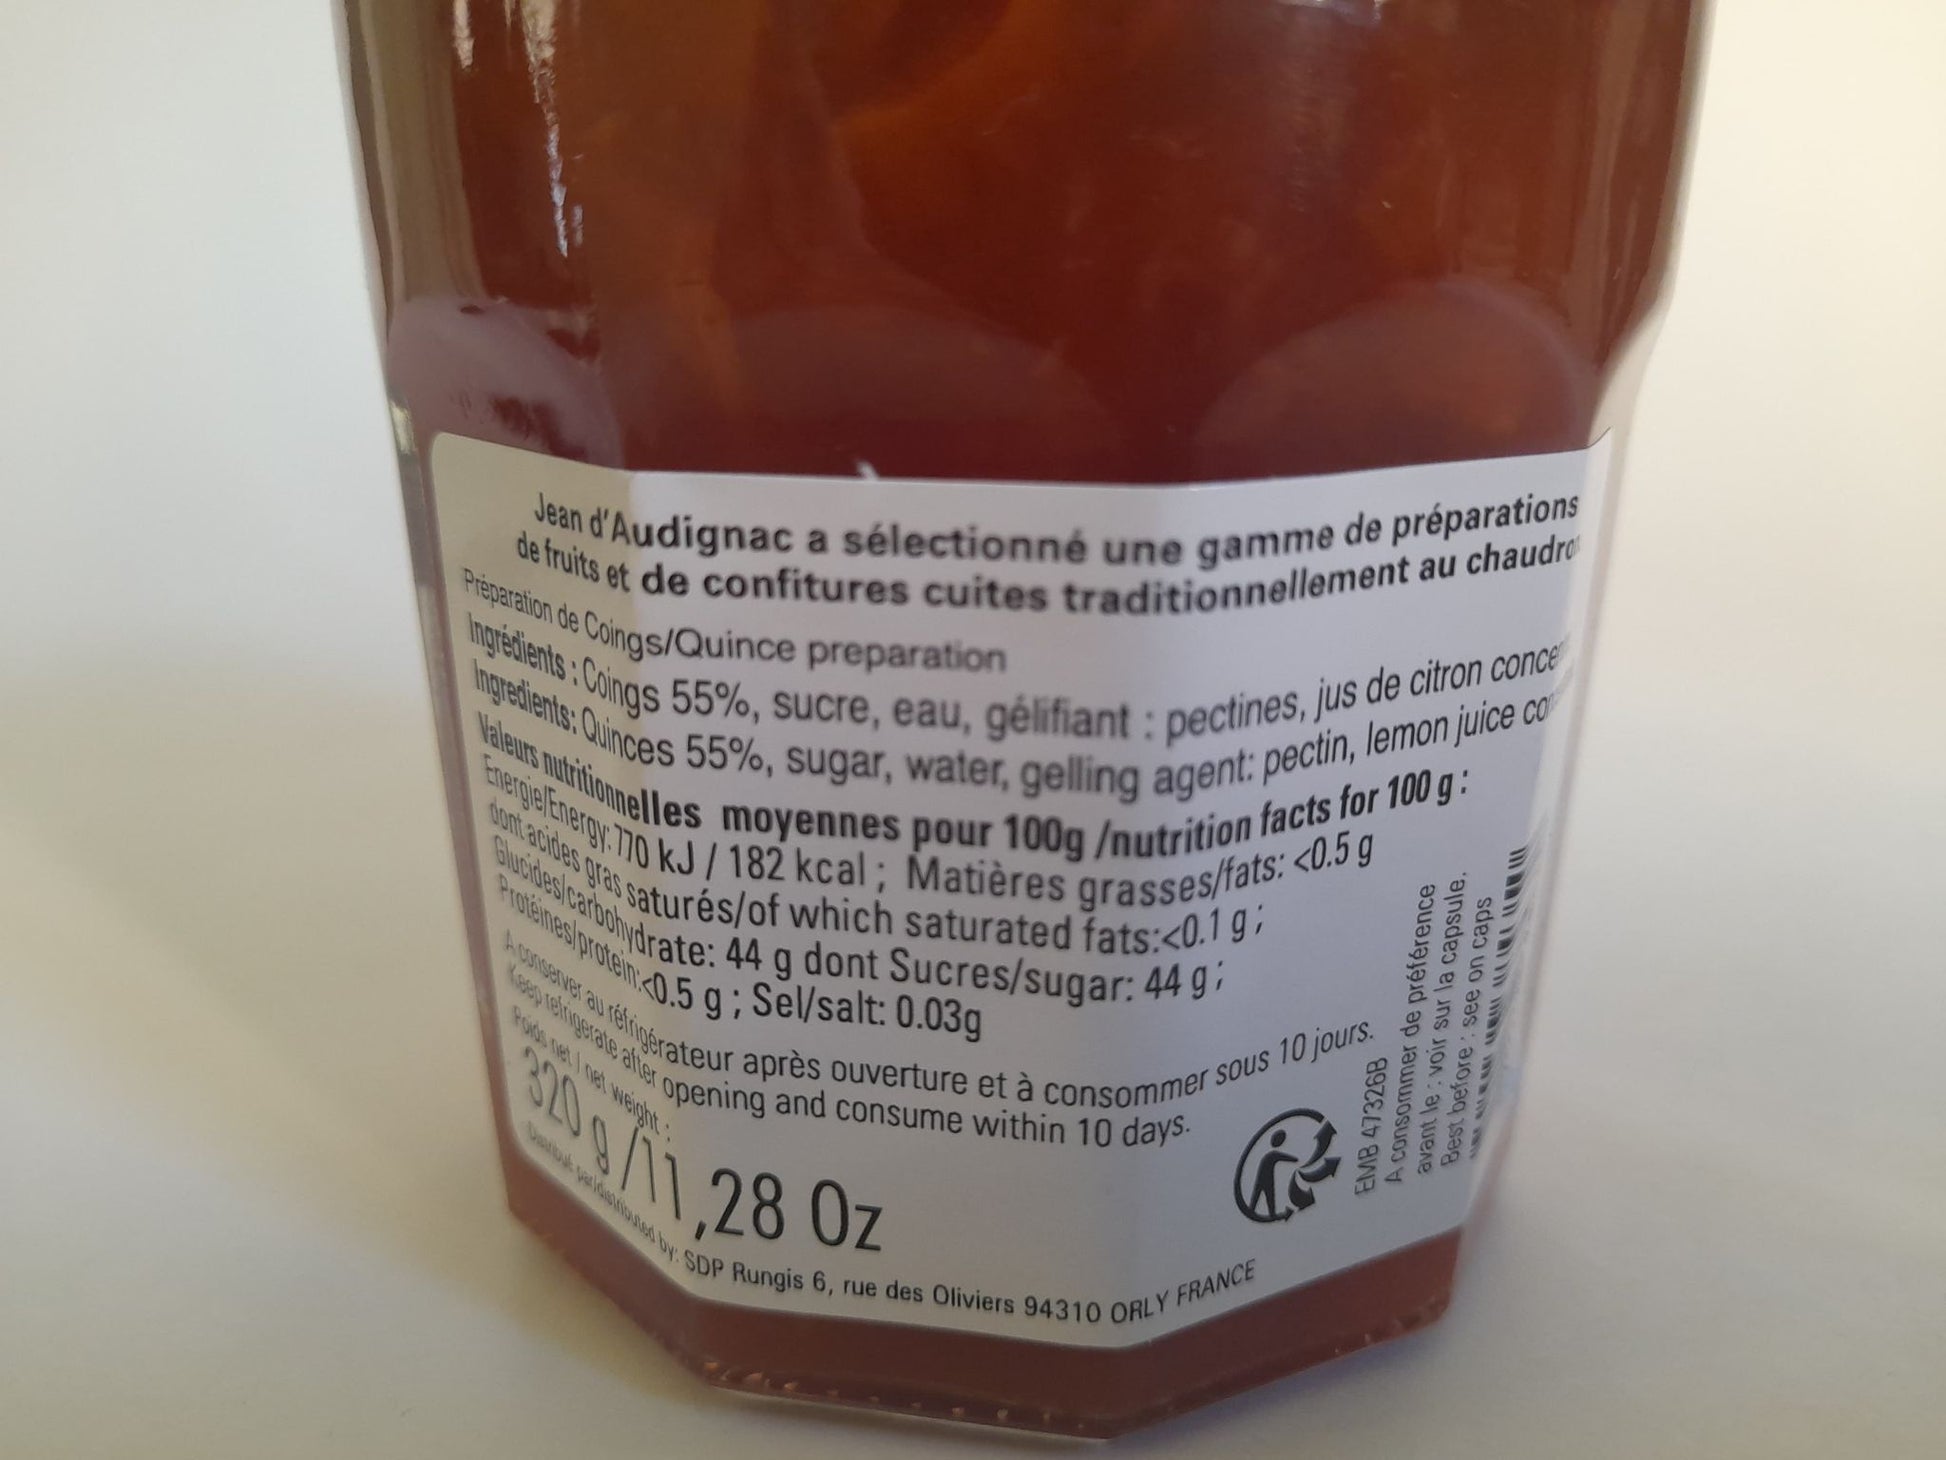 Jean d'Audignac a sélectionné une gamme de préparations
de fruits et de confitures cuites traditionnellement au
Préparation de Coings/Quince preparation
Ingrédients : Coings 55%, sucre, eau, gélifiant : pectines, jus de citron
Ingredients: Quinces 55%, sugar, water, gelling agent: pectin, lemon juice
Valeurs nutritionnelles moyennes pour 100g /nutrition facts for 100 g :
Energie/Energy: 770 kJ / 182 kcal ; Matières grasses/fats: <0.5 g
dont acides gras saturés/of which saturated fats:<0.1 g ;
Glucides/carbohydrate: 44 g dont Sucres/sugar: 44 g ;
Protéines/protein:<0.5 g ; Sel/salt: 0.03g
A conserver au réfrigérateur après ouverture et à consommer sous 10 jours.
Keep refrigerate after opening and consume within 10 days.
Poids net / net weight :
320 g /11,28 Oz
Distribué par/distributed by: SDP Rungis 6, rue des Oliviers 94310 ORLY FRANCE
EMB 47326B
A consommer de préférence
avant le : voir sur la capsule.
Best before : see on caps